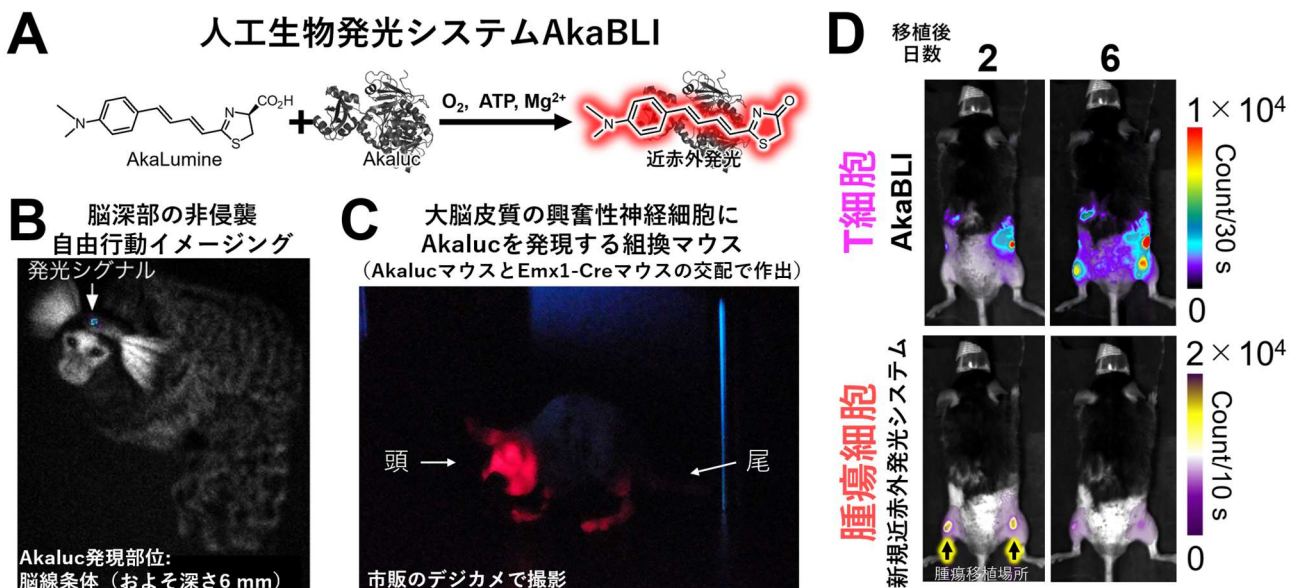 A
人工生物発光システムAkaBLI
CO₂H
N
N
S
AkaLumine
+
Akaluc
O₂, ATP, Mg²⁺
O
N
N
S
近赤外発光
B
脳深部の非侵襲
自由行動イメージング
発光シグナル
Akaluc発現部位:
脳線条体（およそ深さ6 mm）
C
大脳皮質の興奮性神経細胞に
Akalucを発現する組換マウス
（AkalucマウスとEmx1-Creマウスの交配で作出）
頭
尾
市販のデジカメで撮影
D
移植後
日数
2
6
T細胞
AkaBLI
1×10⁴
Count/30 s
0
腫瘍細胞
新規近赤外発光システム
2×10⁴
Count/10 s
0
腫瘍移植場所